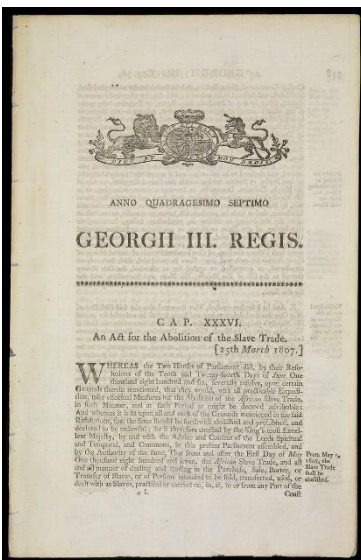 DIEU ET MON DROIT
ANNO QUADRAGESIMO SEPTIMO
GEORGII III. REGIS.
CAP. XXXVI.
An Act for the Abolition of the Slave Trade.
[25th March 1807.]
WHEREAS the Two Houses of Parliament did, by their Reso-
lutions of the Tenth and Twenty-fourth Days of June One
thousand eight hundred and six, severally resolve, upon certain
Grounds therein mentioned, that they would, with all practicable Expedi-
tion, take effectual Measures for the Abolition of the African Slave Trade,
in such Manner, and at such Period as might be deemed adviseable:
And whereas it is fit upon all and each of the Grounds mentioned in the said
Resolutions, that the same should be forthwith abolished and prohibited, and
declared to be unlawful; Be it therefore enacted by the King's most Excel-
lent Majesty, by and with the Advice and Consent of the Lords Spiritual
and Temporal, and Commons, in this present Parliament assembled, and
by the Authority of the same, That from and after the First Day of May
One thousand eight hundred and seven, the African Slave Trade, and all
and all manner of dealing and trading in the Purchase, Sale, Barter, or
Transfer of Slaves, or of Persons intended to be sold, transferred, used, or
dealt with as Slaves, practised or carried on, in, at, to or from any Part of the
4 L
Coast
From May 1,
1807, the
Slave Trade
shall be
abolished.